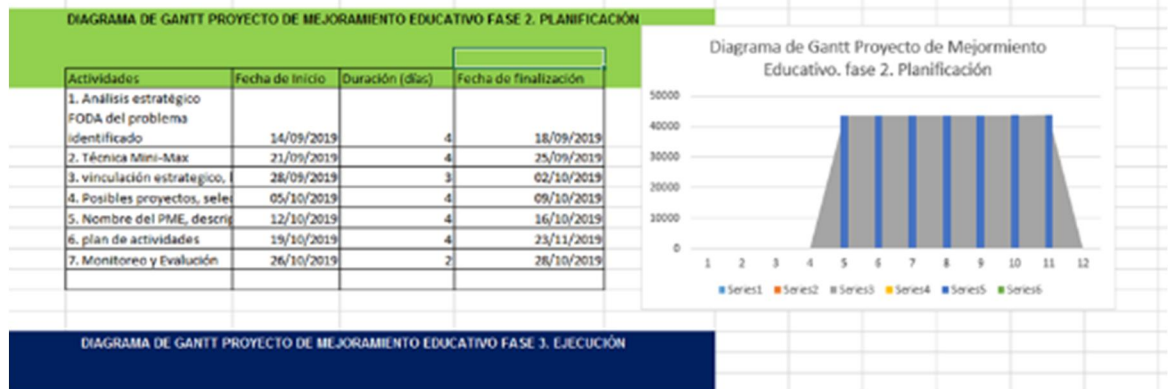 DIAGRAMA DE GANTT PROYECTO DE MEJORAMIENTO EDUCATIVO FASE 2. PLANIFICACIÓN
Actividades Fecha de Inicio Duración (días) Fecha de finalización
1. Análisis estratégico
FODA del problema
identificado 14/09/2019 4 18/09/2019
2. Técnica Mini-Max 21/09/2019 4 25/09/2019
3. vinculación estrategico, 28/09/2019 3 02/10/2019
4. Posibles proyectos, sele 05/10/2019 4 09/10/2019
5. Nombre del PME, descrip 12/10/2019 4 16/10/2019
6. plan de actividades 19/10/2019 4 23/11/2019
7. Monitoreo y Evalución 26/10/2019 2 28/10/2019
Diagrama de Gantt Proyecto de Mejormiento
Educativo. fase 2. Planificación
50000
40000
30000
20000
10000
0
1 2 3 4 5 6 7 8 9 10 11 12
Series1 Series2 Series3 Series4 Series5 Series6
DIAGRAMA DE GANTT PROYECTO DE MEJORAMIENTO EDUCATIVO FASE 3. EJECUCIÓN